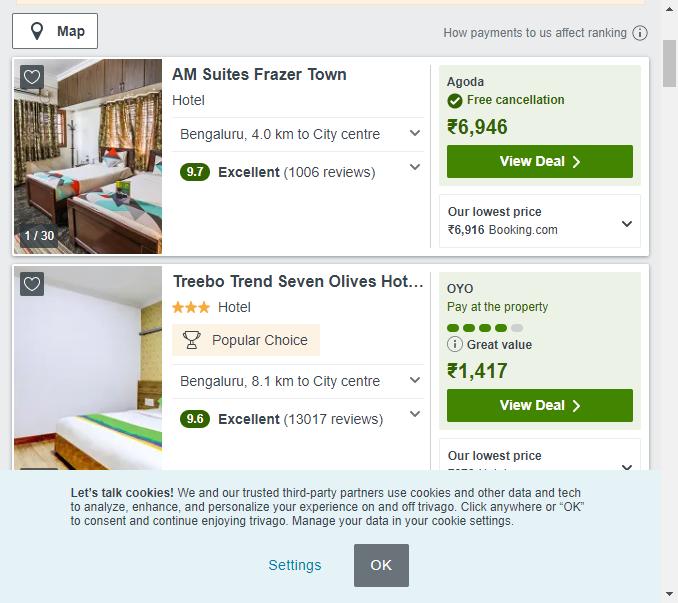 Map
How payments to us affect ranking
AM Suites Frazer Town
Hotel
Bengaluru, 4.0 km to City centre
9.7 Excellent (1006 reviews)
1 / 30
Agoda
Free cancellation
₹6,946
View Deal
Our lowest price
₹6,916 Booking.com
Treebo Trend Seven Olives Hot...
Hotel
Popular Choice
Bengaluru, 8.1 km to City centre
9.6 Excellent (13017 reviews)
OYO
Pay at the property
Great value
₹1,417
View Deal
Our lowest price
Let's talk cookies! We and our trusted third-party partners use cookies and other data and tech
to analyze, enhance, and personalize your experience on and off trivago. Click anywhere or “OK”
to consent and continue enjoying trivago. Manage your data in your cookie settings.
Settings
OK